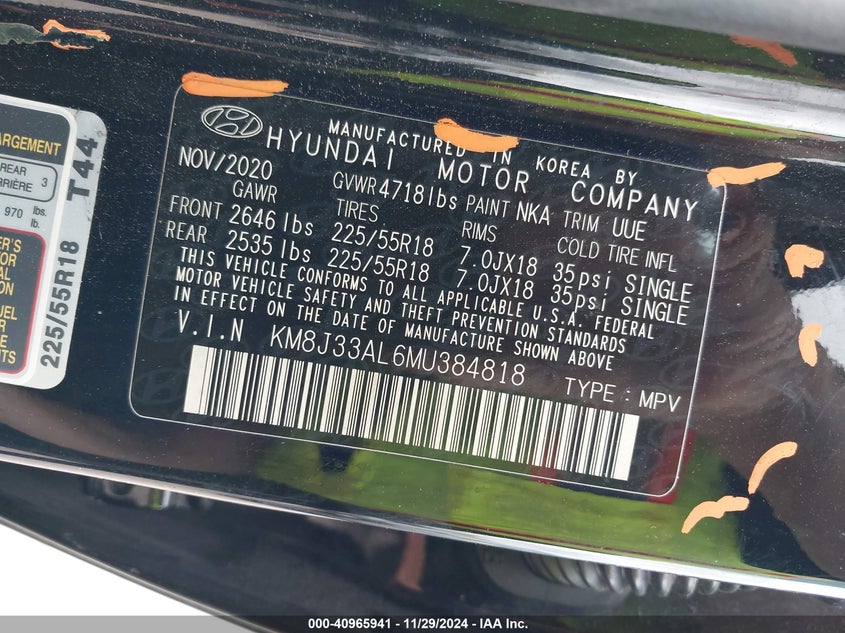 ARGEMENT
REAR
RRIÈRE 3
970 lbs.
lb.
225/55R18 T44
MANUFACTURED IN KOREA BY
HYUNDAI MOTOR COMPANY
NOV/2020 GVWR 4718 lbs PAINT NKA TRIM UUE
GAWR TIRES RIMS COLD TIRE INFL
FRONT 2646 lbs 225/55R18 7.0JX18 35psi SINGLE
REAR 2535 lbs 225/55R18 7.0JX18 35psi SINGLE
THIS VEHICLE CONFORMS TO ALL APPLICABLE U.S.A. FEDERAL
MOTOR VEHICLE SAFETY AND THEFT PREVENTION STANDARDS
IN EFFECT ON THE DATE OF MANUFACTURE SHOWN ABOVE
V.I.N KM8J33AL6MU384818 TYPE : MPV
000-40965941 - 11/29/2024 - IAA Inc.